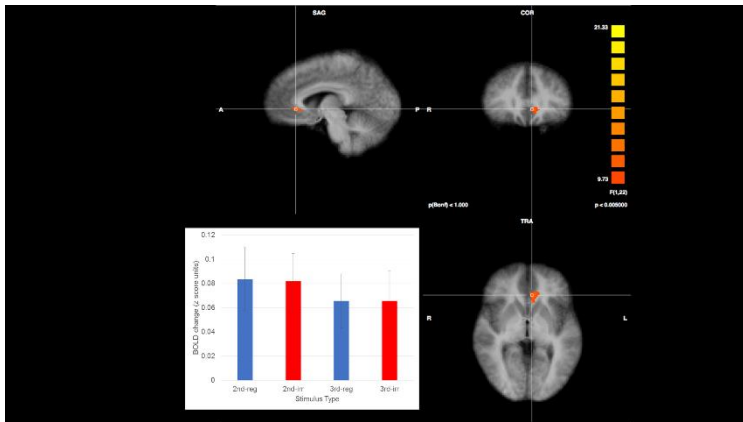 SAG
A
P
COR
R
21.33
9.73
F(1,22)
p(Bonf) < 1.000
p < 0.005000
TRA
R
L
0.12
0.1
0.08
0.06
0.04
0.02
0
BOLD change (z score units)
2nd-reg
2nd-irr
3rd-reg
3rd-irr
Stimulus Type